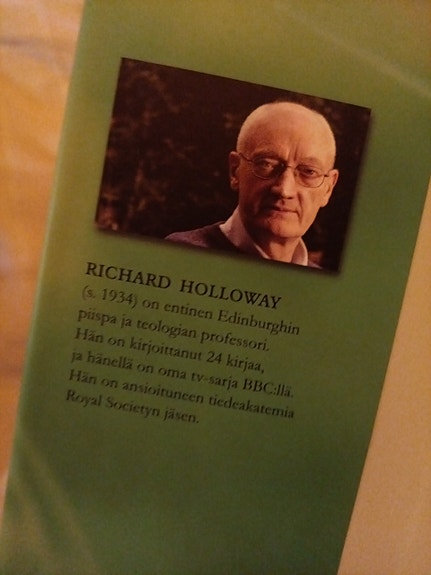 RICHARD HOLLOWAY
(s. 1934) on entinen Edinburghin
piispa ja teologian professori.
Hän on kirjoittanut 24 kirjaa,
ja hänellä on oma tv-sarja BBC:llä.
Hän on ansioituneen tiedeakatemia
Royal Societyn jäsen.